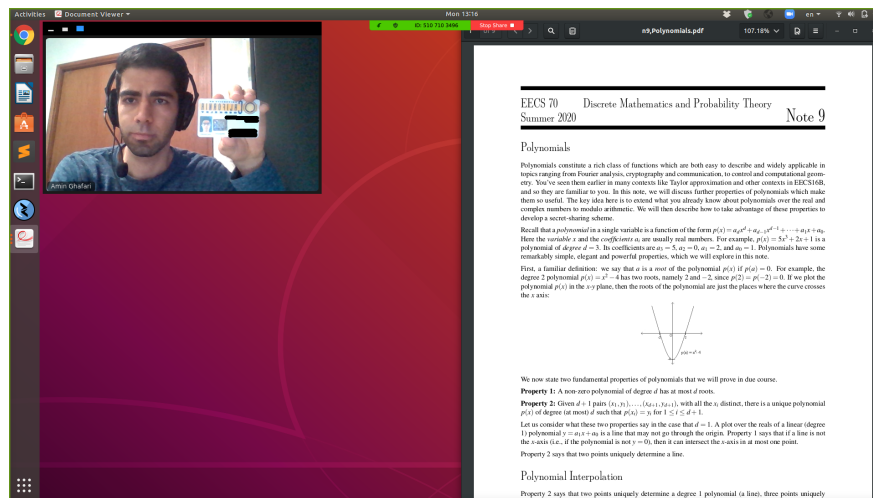 Activities
Document Viewer
Mon 13:16
en
ID: 510 710 3496
Stop Share
of 9
n9,Polynomials.pdf
107.18%
Amin Ghafari
EECS 70 Discrete Mathematics and Probability Theory
Summer 2020 Note 9
Polynomials
Polynomials constitute a rich class of functions which are both easy to describe and widely applicable in
topics ranging from Fourier analysis, cryptography and communication, to control and computational geom-
etry. You've seen them earlier in many contexts like Taylor approximation and other contexts in EECS16B,
and so they are familiar to you. In this note, we will discuss further properties of polynomials which make
them so useful. The key idea here is to extend what you already know about polynomials over the real and
complex numbers to modulo arithmetic. We will then describe how to take advantage of these properties to
develop a secret-sharing scheme.
Recall that a polynomial in a single variable is a function of the form p(x) = a_d x^d + a_{d−1} x^{d−1} + ··· + a_1 x + a_0.
Here the variable x and the coefficients a_i are usually real numbers. For example, p(x) = 5x^3 + 2x + 1 is a
polynomial of degree d = 3. Its coefficients are a_3 = 5, a_2 = 0, a_1 = 2, and a_0 = 1. Polynomials have some
remarkably simple, elegant and powerful properties, which we will explore in this note.
First, a familiar definition: we say that a is a root of the polynomial p(x) if p(a) = 0. For example, the
degree 2 polynomial p(x) = x^2 − 4 has two roots, namely 2 and −2, since p(2) = p(−2) = 0. If we plot the
polynomial p(x) in the x-y plane, then the roots of the polynomial are just the places where the curve crosses
the x axis:
We now state two fundamental properties of polynomials that we will prove in due course.
Property 1: A non-zero polynomial of degree d has at most d roots.
Property 2: Given d + 1 pairs (x_1, y_1), ..., (x_{d+1}, y_{d+1}), with all the x_i distinct, there is a unique polynomial
p(x) of degree (at most) d such that p(x_i) = y_i for 1 ≤ i ≤ d + 1.
Let us consider what these two properties say in the case that d = 1. A plot over the reals of a linear (degree
1) polynomial y = a_1 x + a_0 is a line that may not go through the origin. Property 1 says that if a line is not
the x-axis (i.e., if the polynomial is not y = 0), then it can intersect the x-axis in at most one point.
Property 2 says that two points uniquely determine a line.
Polynomial Interpolation
Property 2 says that two points uniquely determine a degree 1 polynomial (a line), three points uniquely